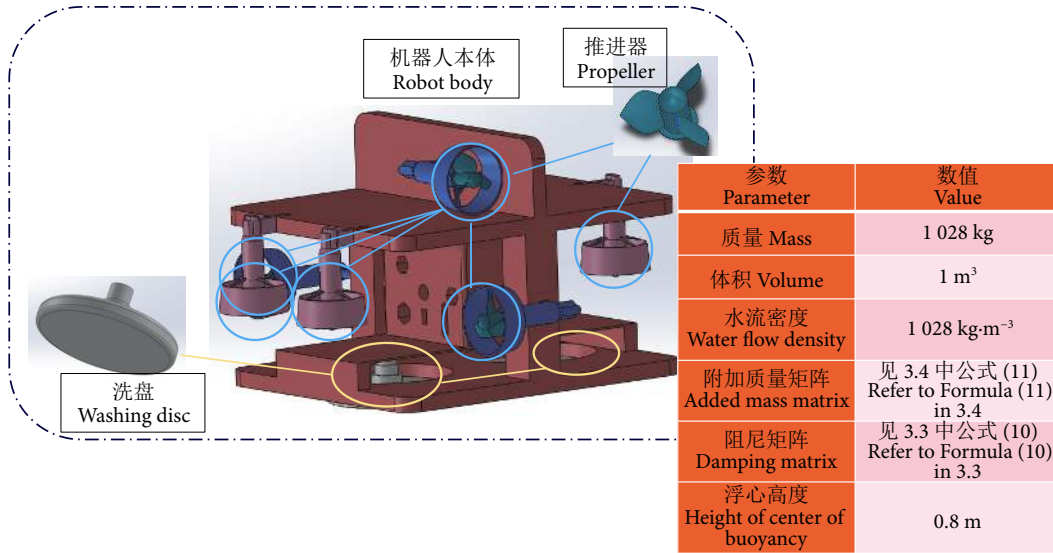 机器人本体
Robot body
推进器
Propeller
洗盘
Washing disc
参数
Parameter
数值
Value
质量 Mass
1 028 kg
体积 Volume
1 m³
水流密度
Water flow density
1 028 kg·m⁻³
附加质量矩阵
Added mass matrix
见 3.4 中公式 (11)
Refer to Formula (11)
in 3.4
阻尼矩阵
Damping matrix
见 3.3 中公式 (10)
Refer to Formula (10)
in 3.3
浮心高度
Height of center of
buoyancy
0.8 m